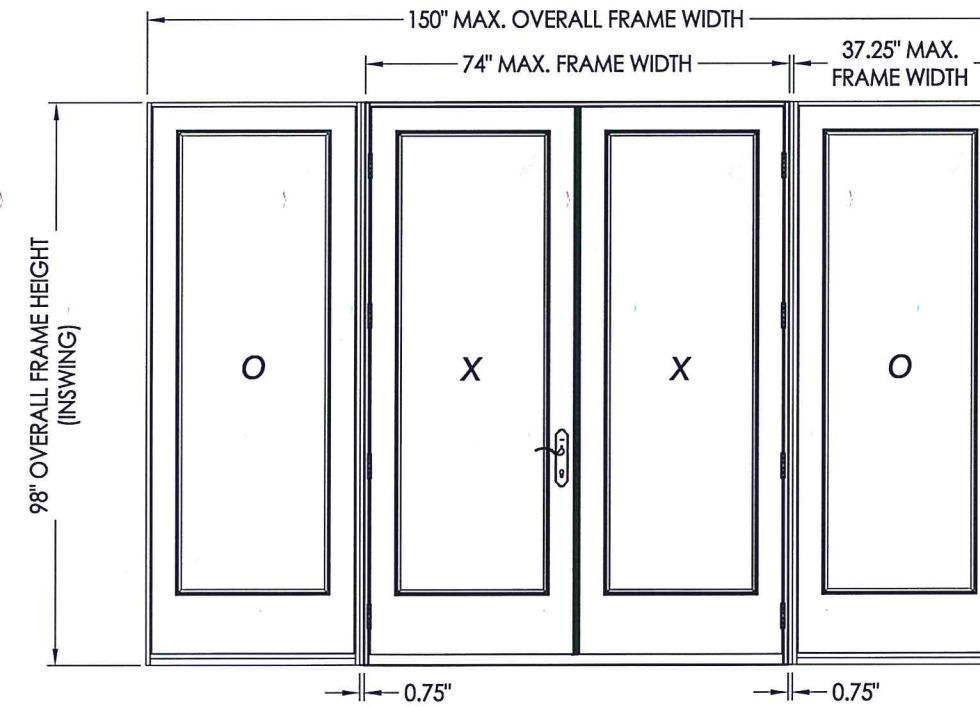 150" MAX. OVERALL FRAME WIDTH
74" MAX. FRAME WIDTH
37.25" MAX.
FRAME WIDTH
98" OVERALL FRAME HEIGHT
(INSWING)
O X X O
0.75" 0.75"